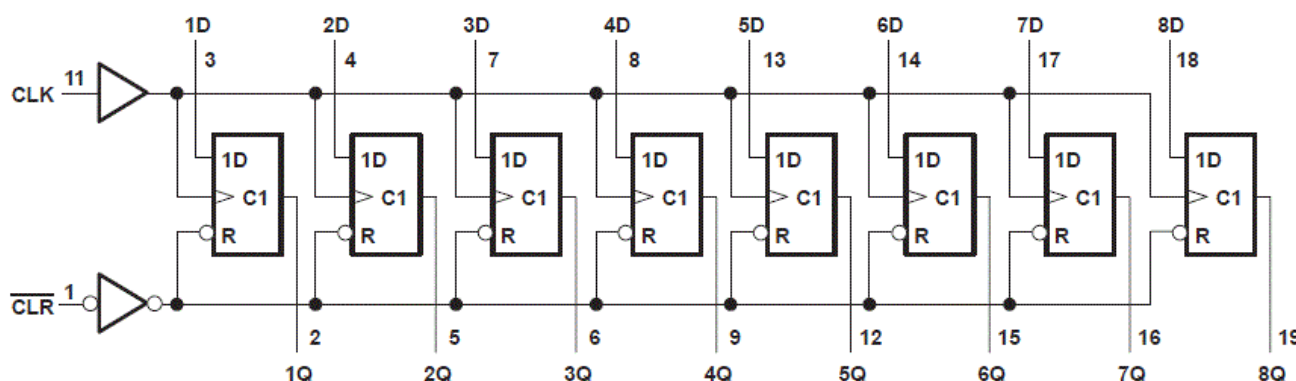 1D 2D 3D 4D 5D 6D 7D 8D
3 4 7 8 13 14 17 18
CLK 11
1D 1D 1D 1D 1D 1D 1D 1D
C1 C1 C1 C1 C1 C1 C1 C1
R R R R R R R R
CLR 1
2 5 6 9 12 15 16 19
1Q 2Q 3Q 4Q 5Q 6Q 7Q 8Q